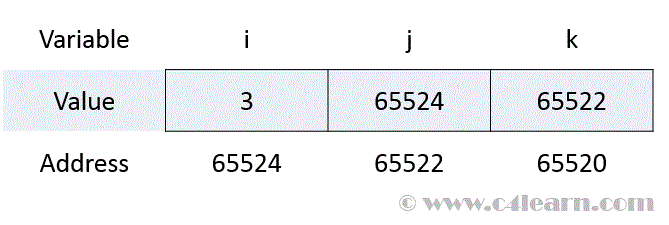 Variable i j k
Value 3 65524 65522
Address 65524 65522 65520
© www.c4learn.com